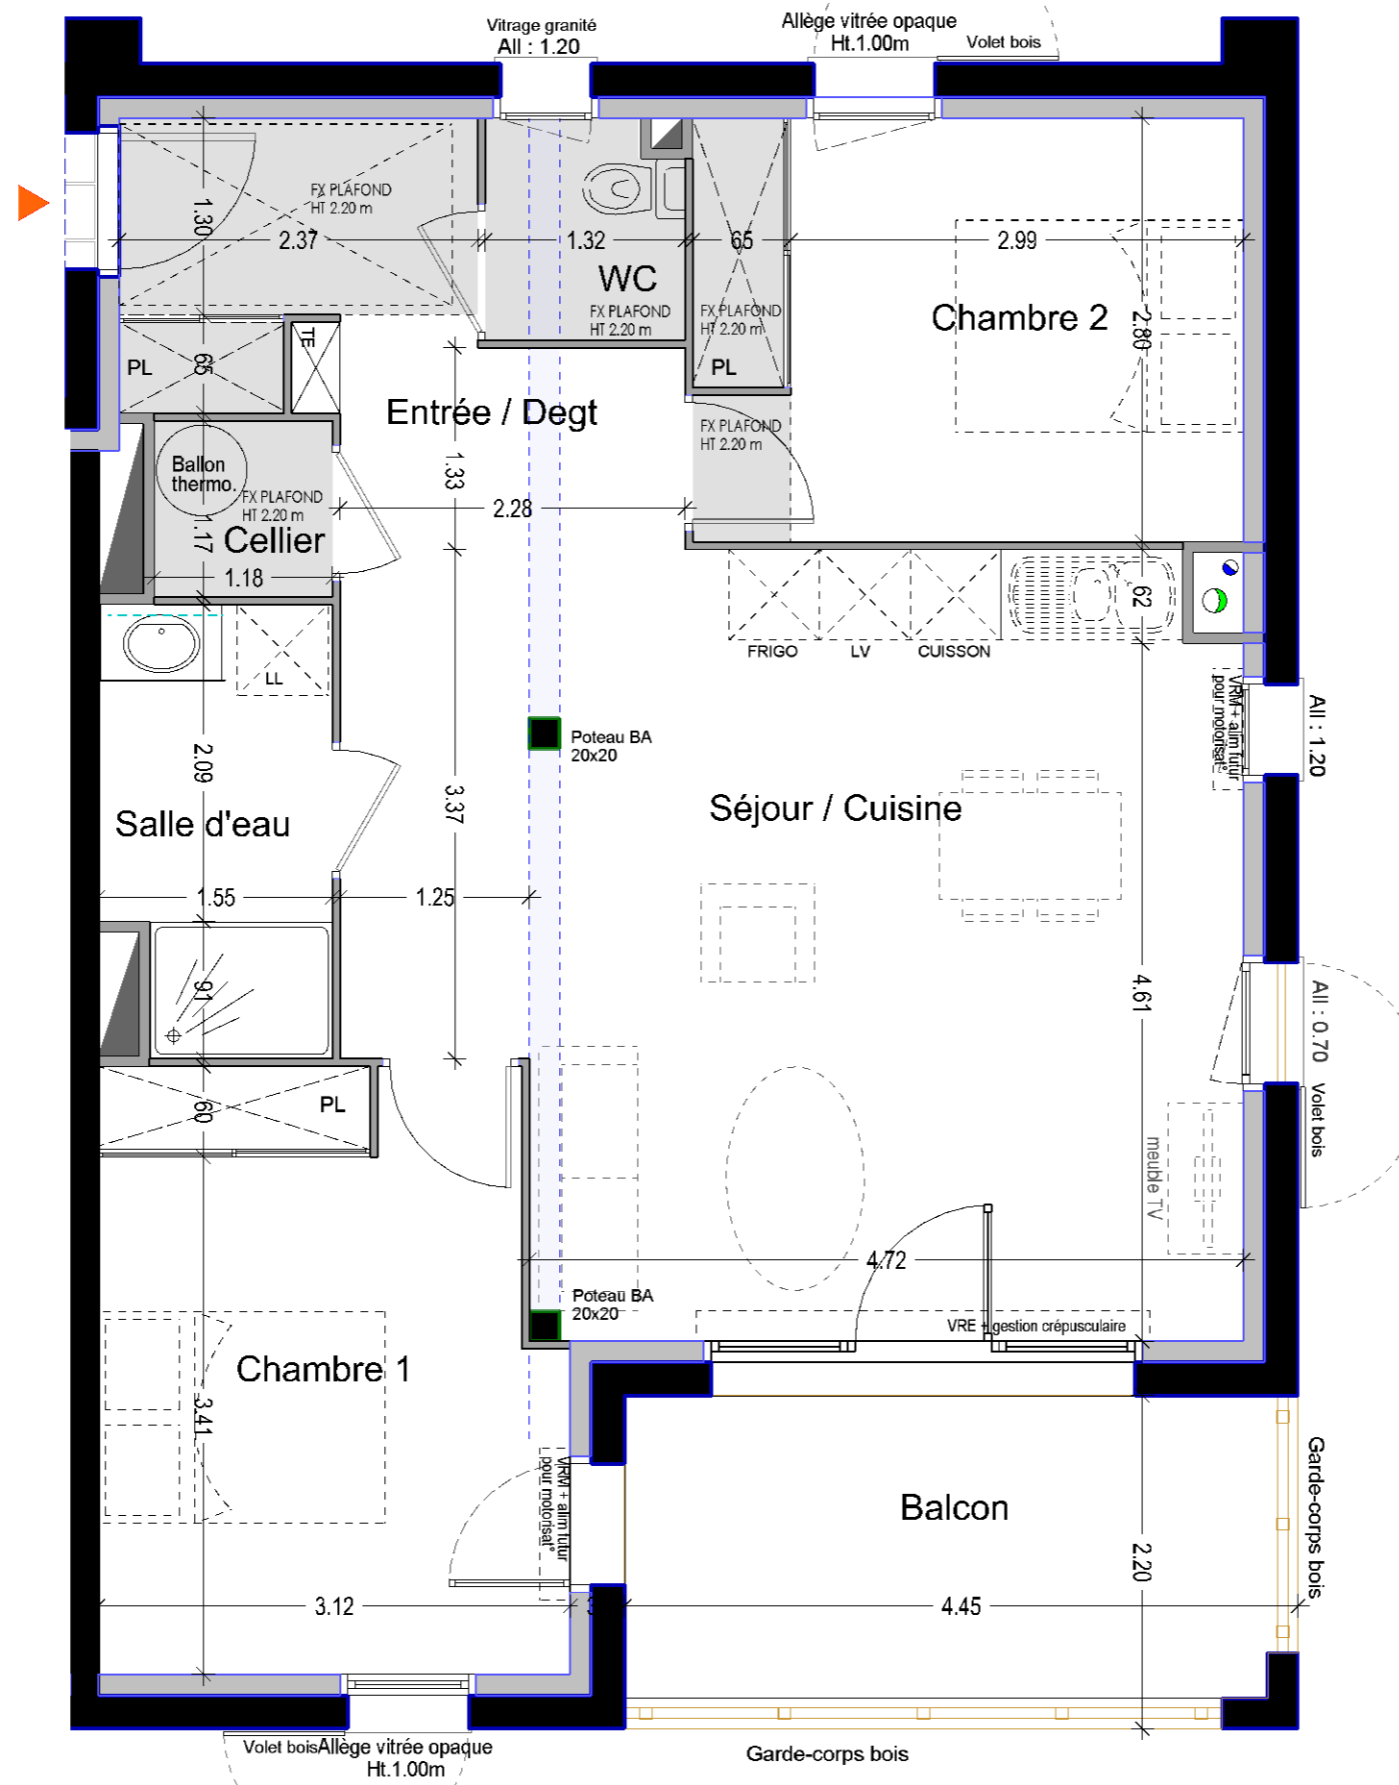 Vitrage granité
All : 1.20
Allège vitrée opaque
Ht.1.00m
Volet bois
1.30
FX PLAFOND
HT 2.20 m
2.37
1.32
65
2.99
WC
FX PLAFOND
HT 2.20 m
FX PLAFOND
HT 2.20 m
Chambre 2
2.80
TE
PL
65
PL
Entrée / Degt
FX PLAFOND
HT 2.20 m
Ballon
thermo.
FX PLAFOND
HT 2.20 m
1.33
2.28
1.17
Cellier
1.18
62
FRIGO
LV
CUISSON
LL
VRM + alim futur
pour motorisat°
All : 1.20
Poteau BA
20x20
2.09
3.37
Salle d'eau
Séjour / Cuisine
1.55
1.25
91
4.61
All : 0.70
Volet bois
60
PL
meuble TV
4.72
Poteau BA
20x20
VRE + gestion crépusculaire
Chambre 1
3.41
VRM + alim futur
pour motorisat°
Balcon
Garde-corps bois
2.20
3.12
4.45
Volet bois
Allège vitrée opaque
Ht.1.00m
Garde-corps bois